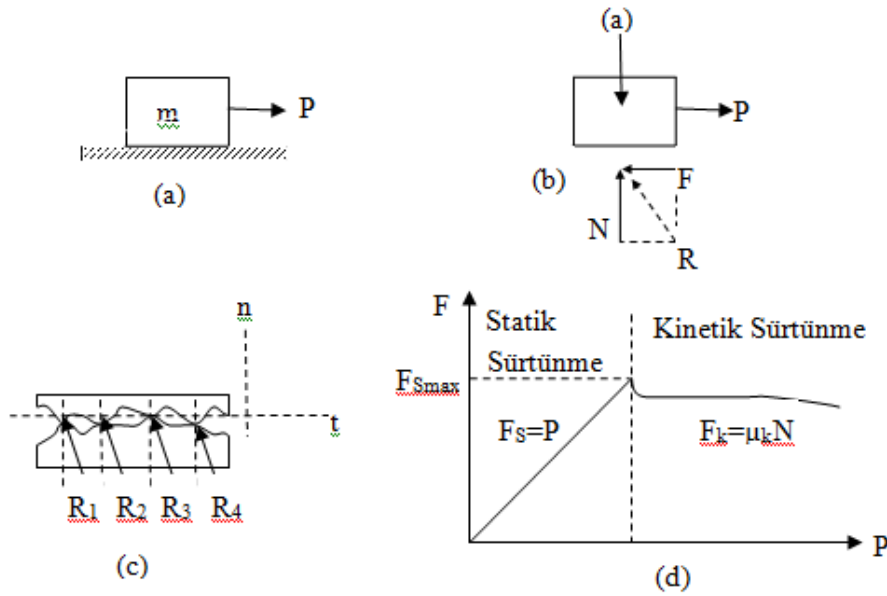 m
P
(a)
(a)
P
(b)
F
N
R
n
t
R1 R2 R3 R4
(c)
F
Statik
Sürtünme
Kinetik Sürtünme
FSmax
FS=P
Fk=μkN
P
(d)